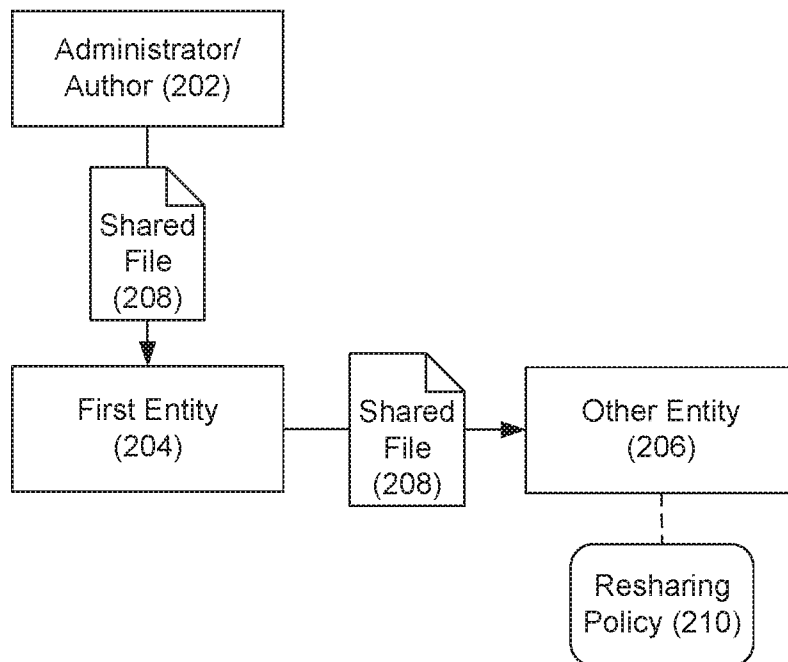 Administrator/
Author (202)
Shared
File
(208)
First Entity
(204)
Shared
File
(208)
Other Entity
(206)
Resharing
Policy (210)